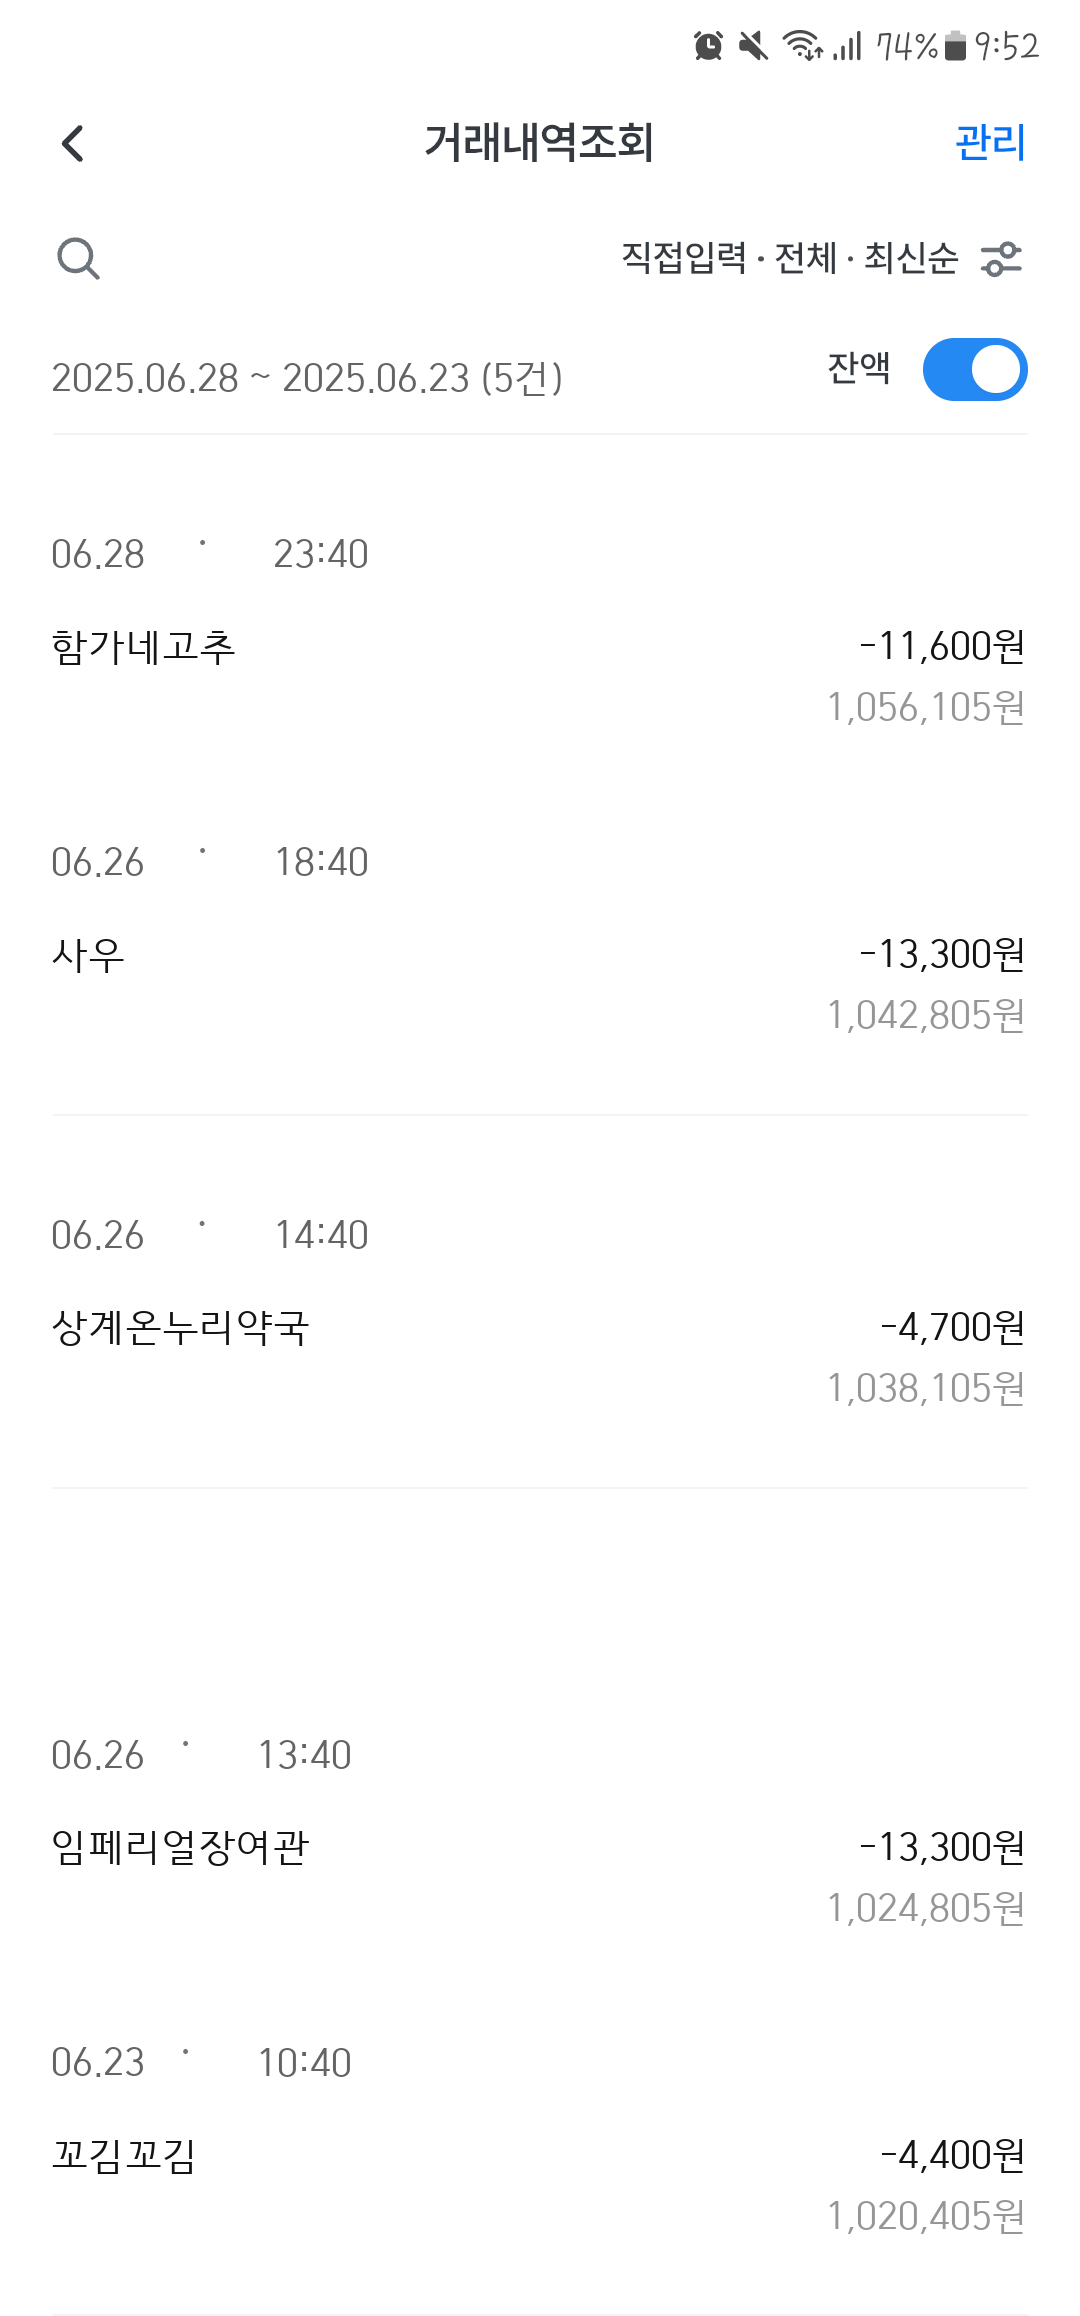 74% 9:52
거래내역조회 관리
직접입력 · 전체 · 최신순
2025.06.28 ~ 2025.06.23 (5건) 잔액
06.28 · 23:40
함가네고추 -11,600원
1,056,105원
06.26 · 18:40
사우 -13,300원
1,042,805원
06.26 · 14:40
상계온누리약국 -4,700원
1,038,105원
06.26 · 13:40
임페리얼장여관 -13,300원
1,024,805원
06.23 · 10:40
꼬김꼬김 -4,400원
1,020,405원